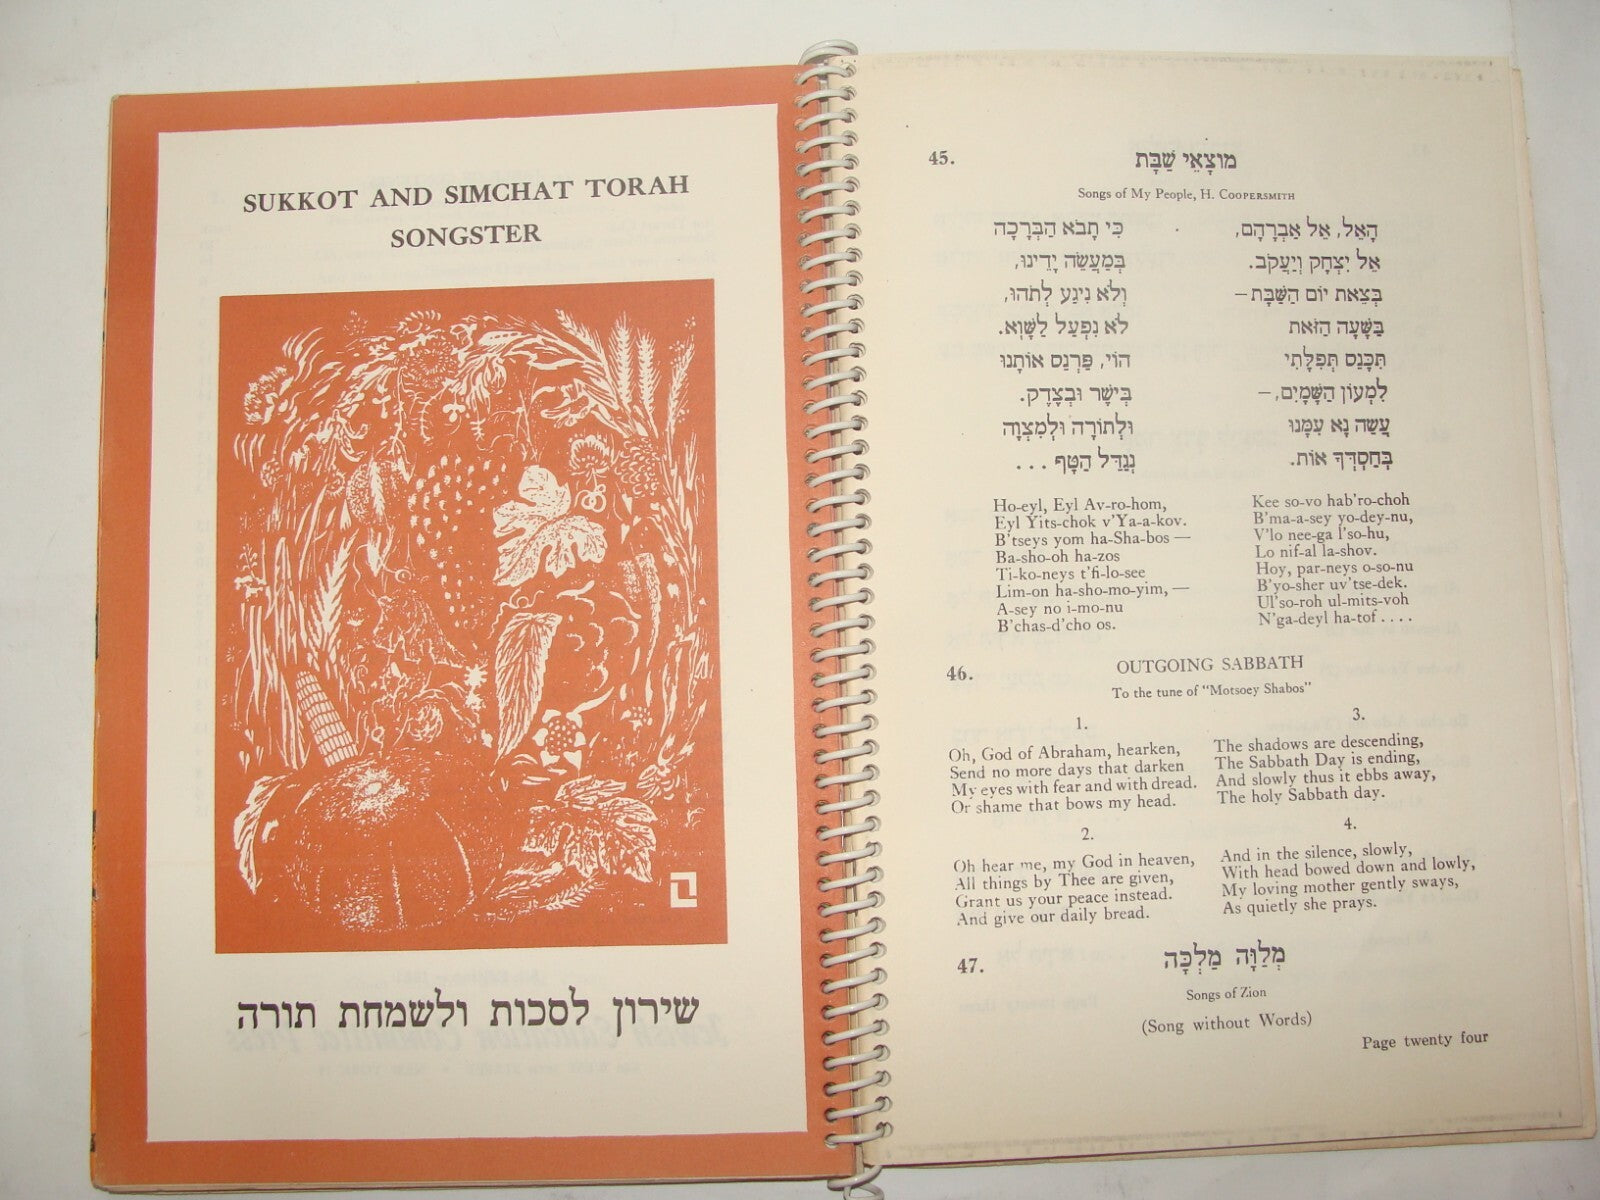 SUKKOT AND SIMCHAT TORAH
SONGSTER
שירון לסכות ולשמחת תורה
45.
מוֹצָאֵי שַׁבָּת
Songs of My People, H. Coopersmith
הָאֵל, אֵל אַבְרָהָם,
אֵל יִצְחָק וְיַעֲקֹב.
בְּצֵאת יוֹם הַשַּׁבָּת –
בַּשָּׁעָה הַזֹּאת
תִּכָּנֵס תְּפִלָּתִי
לִמְעוֹן הַשָּׁמָיִם, –
עֲשֵׂה נָא עִמָּנוּ
בְּחַסְדְּךָ אוֹת.
כִּי תָבֹא הַבְּרָכָה
בְּמַעֲשֵׂה יָדֵינוּ,
וְלֹא נִיגַע לְתֹהוּ,
לֹא נִפְעַל לַשָּׁוְא.
הוֹי, פַּרְנֵס אוֹתָנוּ
בְּיֹשֶׁר וּבְצֶדֶק.
וּלְתוֹרָה וּלְמִצְוָה
נְגַדֵּל הַטָּף . . .
Ho-eyl, Eyl Av-ro-hom,
Eyl Yits-chok v'Ya-a-kov.
B'tseys yom ha-Sha-bos —
Ba-sho-oh ha-zos
Ti-ko-neys t'fi-lo-see
Lim-on ha-sho-mo-yim, —
A-sey no i-mo-nu
B'chas-d'cho os.
Kee so-vo hab'ro-choh
B'ma-a-sey yo-dey-nu,
V'lo nee-ga l'so-hu,
Lo nif-al la-shov.
Hoy, par-neys o-so-nu
B'yo-sher uv'tse-dek.
Ul'so-roh ul-mits-voh
N'ga-deyl ha-tof . . . .
46.
OUTGOING SABBATH
To the tune of "Motsoey Shabos"
1.
Oh, God of Abraham, hearken,
Send no more days that darken
My eyes with fear and with dread.
Or shame that bows my head.
2.
Oh hear me, my God in heaven,
All things by Thee are given,
Grant us your peace instead.
And give our daily bread.
3.
The shadows are descending,
The Sabbath Day is ending,
And slowly thus it ebbs away,
The holy Sabbath day.
4.
And in the silence, slowly,
With head bowed down and lowly,
My loving mother gently sways,
As quietly she prays.
47.
מְלַוֶּה מַלְכָּה
Songs of Zion
(Song without Words)
Page twenty four